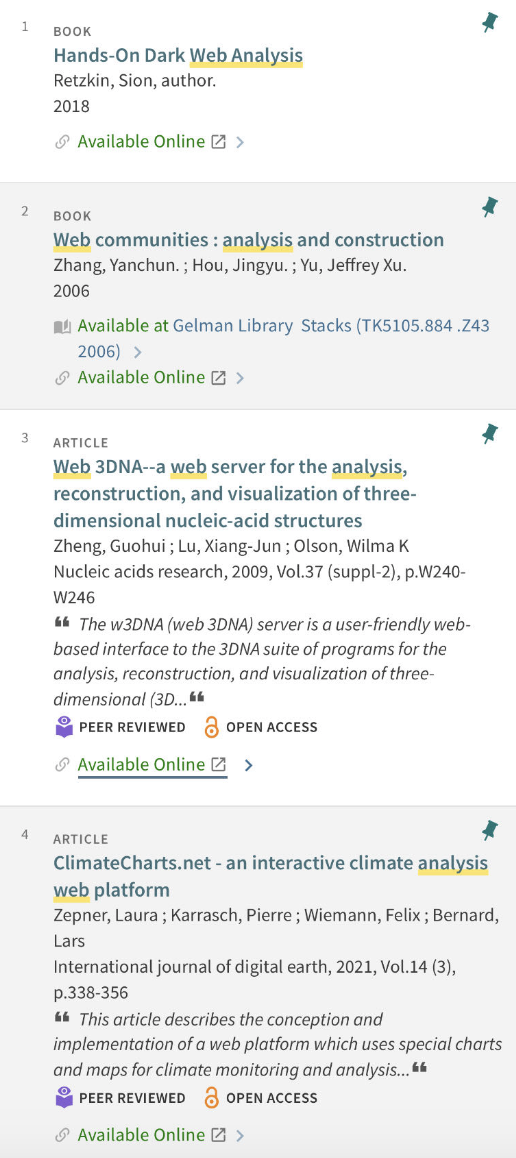 1
BOOK
Hands-On Dark Web Analysis
Retzkin, Sion, author.
2018
Available Online
2
BOOK
Web communities : analysis and construction
Zhang, Yanchun. ; Hou, Jingyu. ; Yu, Jeffrey Xu.
2006
Available at Gelman Library Stacks (TK5105.884 .Z43
2006)
Available Online
3
ARTICLE
Web 3DNA--a web server for the analysis,
reconstruction, and visualization of three-
dimensional nucleic-acid structures
Zheng, Guohui ; Lu, Xiang-Jun ; Olson, Wilma K
Nucleic acids research, 2009, Vol.37 (suppl-2), p.W240-
W246
❝ The w3DNA (web 3DNA) server is a user-friendly web-
based interface to the 3DNA suite of programs for the
analysis, reconstruction, and visualization of three-
dimensional (3D...❝
PEER REVIEWED OPEN ACCESS
Available Online
4
ARTICLE
ClimateCharts.net - an interactive climate analysis
web platform
Zepner, Laura ; Karrasch, Pierre ; Wiemann, Felix ; Bernard,
Lars
International journal of digital earth, 2021, Vol.14 (3),
p.338-356
❝ This article describes the conception and
implementation of a web platform which uses special charts
and maps for climate monitoring and analysis...❝
PEER REVIEWED OPEN ACCESS
Available Online